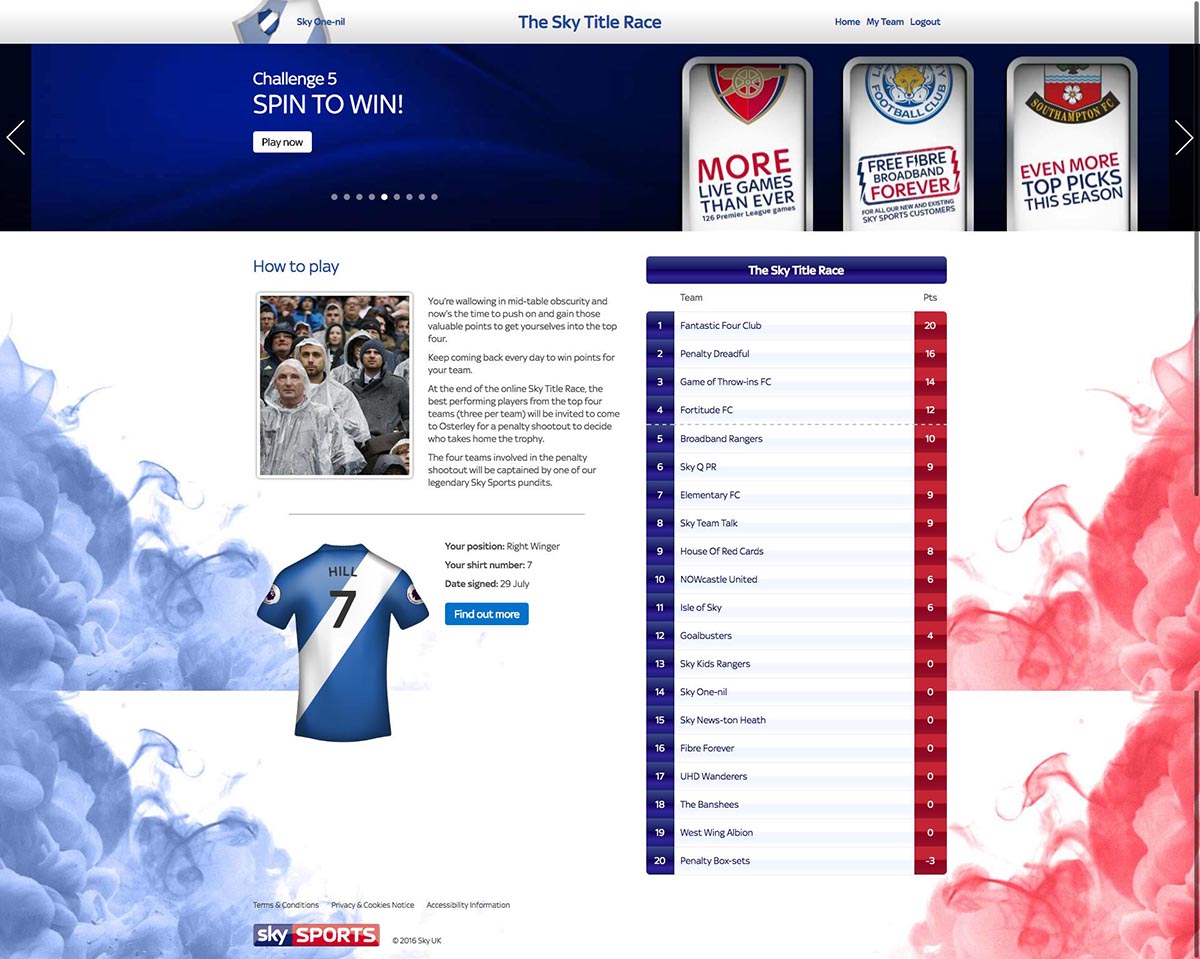 Sky One-nil
The Sky Title Race
Home My Team Logout
Challenge 5
SPIN TO WIN!
Play now
MORE
LIVE GAMES
THAN EVER
126 Premier League games
FOOTBALL CLUB
FREE FIBRE
BROADBAND
FOREVER
FOR ALL OUR NEW AND EXISTING
SKY SPORTS CUSTOMERS
SOUTHAMPTON FC
EVEN MORE
TOP PICKS
THIS SEASON
How to play
You're wallowing in mid-table obscurity and
now's the time to push on and gain those
valuable points to get yourselves into the top
four.
Keep coming back every day to win points for
your team.
At the end of the online Sky Title Race, the
best performing players from the top four
teams (three per team) will be invited to come
to Osterley for a penalty shootout to decide
who takes home the trophy.
The four teams involved in the penalty
shootout will be captained by one of our
legendary Sky Sports pundits.
HILL
7
Your position: Right Winger
Your shirt number: 7
Date signed: 29 July
Find out more
The Sky Title Race
Team Pts
1 Fantastic Four Club 20
2 Penalty Dreadful 16
3 Game of Throw-ins FC 14
4 Fortitude FC 12
5 Broadband Rangers 10
6 Sky Q PR 9
7 Elementary FC 9
8 Sky Team Talk 9
9 House Of Red Cards 8
10 NOWcastle United 6
11 Isle of Sky 6
12 Goalbusters 4
13 Sky Kids Rangers 0
14 Sky One-nil 0
15 Sky News-ton Heath 0
16 Fibre Forever 0
17 UHD Wanderers 0
18 The Banshees 0
19 West Wing Albion 0
20 Penalty Box-sets -3
Terms & Conditions Privacy & Cookies Notice Accessibility Information
sky SPORTS © 2016 Sky UK